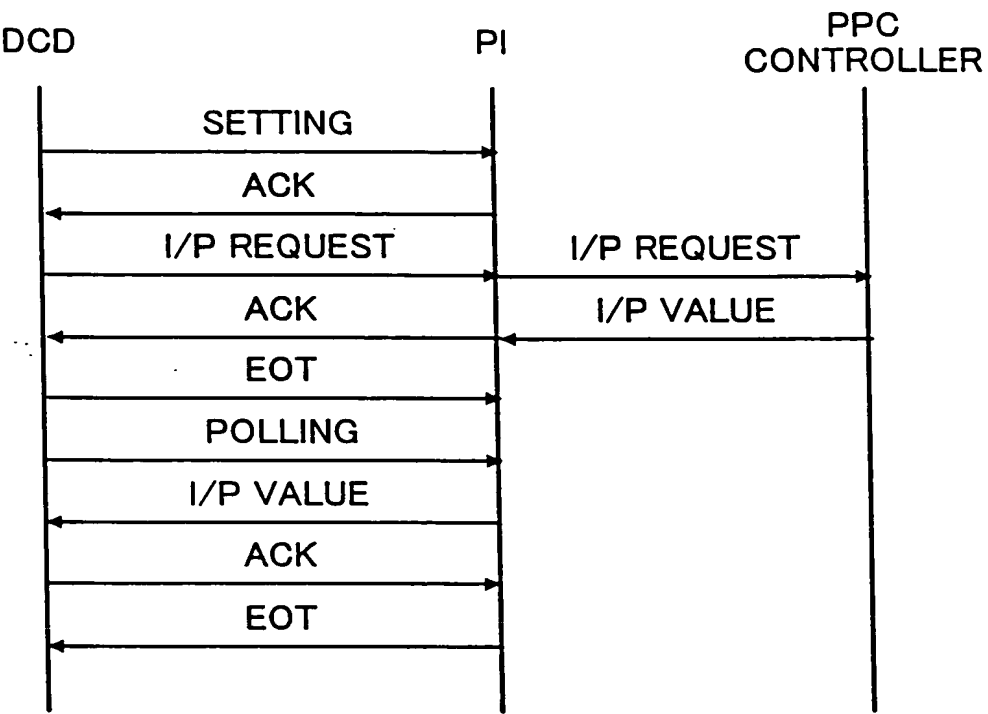 DCD
PI
PPC
CONTROLLER
SETTING
ACK
I/P REQUEST
I/P REQUEST
ACK
I/P VALUE
EOT
POLLING
I/P VALUE
ACK
EOT